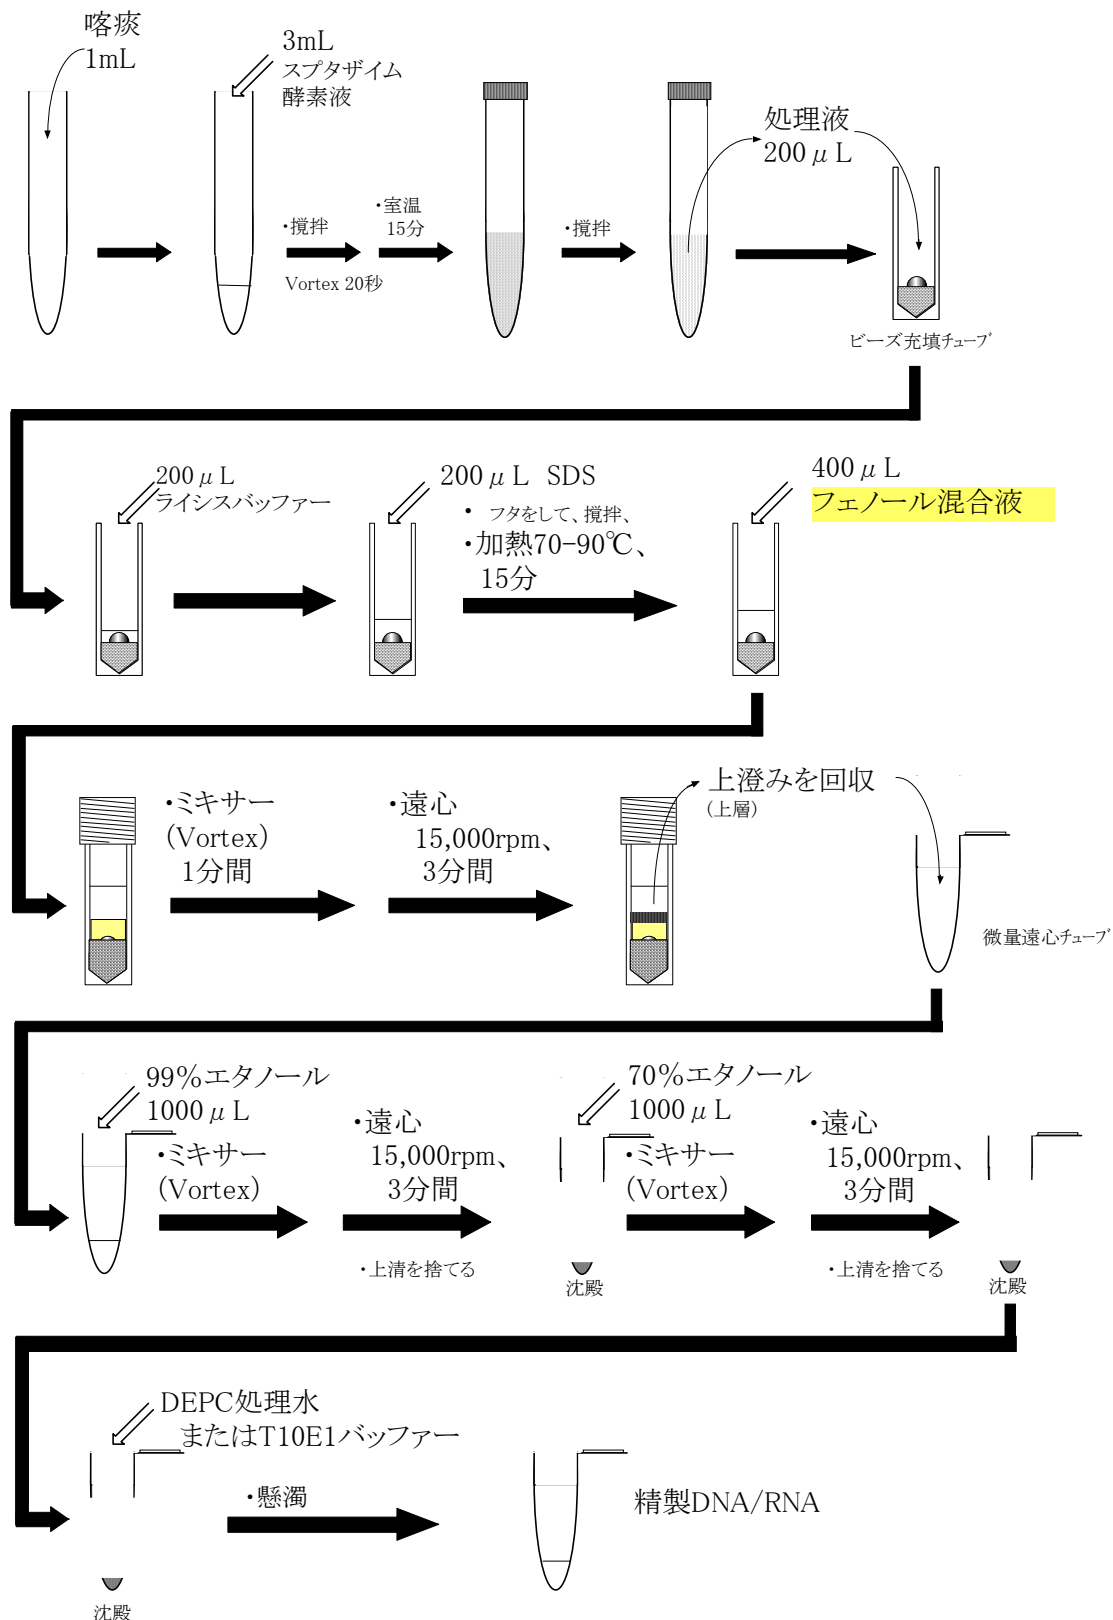 喀痰
1mL
3mL
スプタザイム
酵素液
・撹拌
Vortex 20秒
・室温
15分
・撹拌
処理液
200μL
ビーズ充填チューブ
200μL
ライシスバッファー
200μL SDS
・ フタをして、撹拌、
・加熱70-90℃、
15分
400μL
フェノール混合液
・ミキサー
(Vortex)
1分間
・遠心
15,000rpm、
3分間
上澄みを回収
(上層)
微量遠心チューブ
99%エタノール
1000μL
・ミキサー
(Vortex)
・遠心
15,000rpm、
3分間
・上清を捨てる
沈殿
70%エタノール
1000μL
・ミキサー
(Vortex)
・遠心
15,000rpm、
3分間
・上清を捨てる
沈殿
DEPC処理水
またはT10E1バッファー
・懸濁
沈殿
精製DNA/RNA